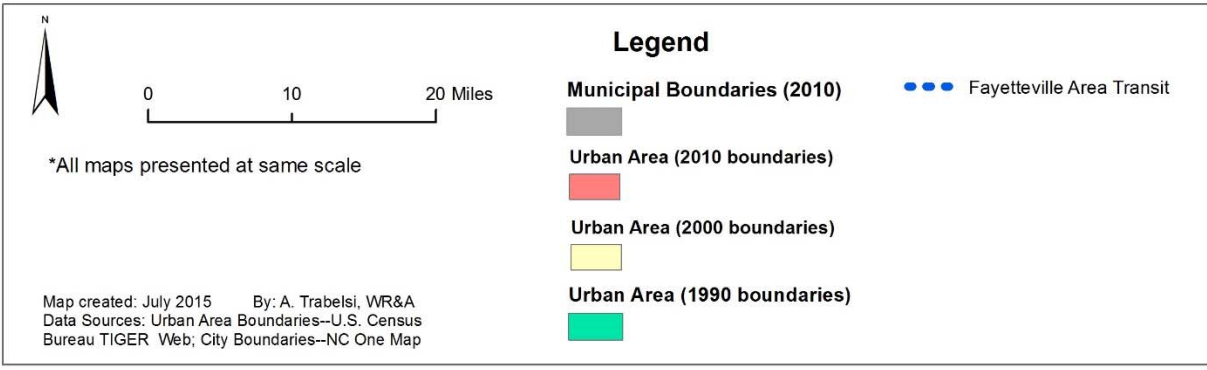 N
Legend
0 10 20 Miles
*All maps presented at same scale
Municipal Boundaries (2010)
Fayetteville Area Transit
Urban Area (2010 boundaries)
Urban Area (2000 boundaries)
Urban Area (1990 boundaries)
Map created: July 2015 By: A. Trabelsi, WR&A
Data Sources: Urban Area Boundaries--U.S. Census
Bureau TIGER Web; City Boundaries--NC One Map